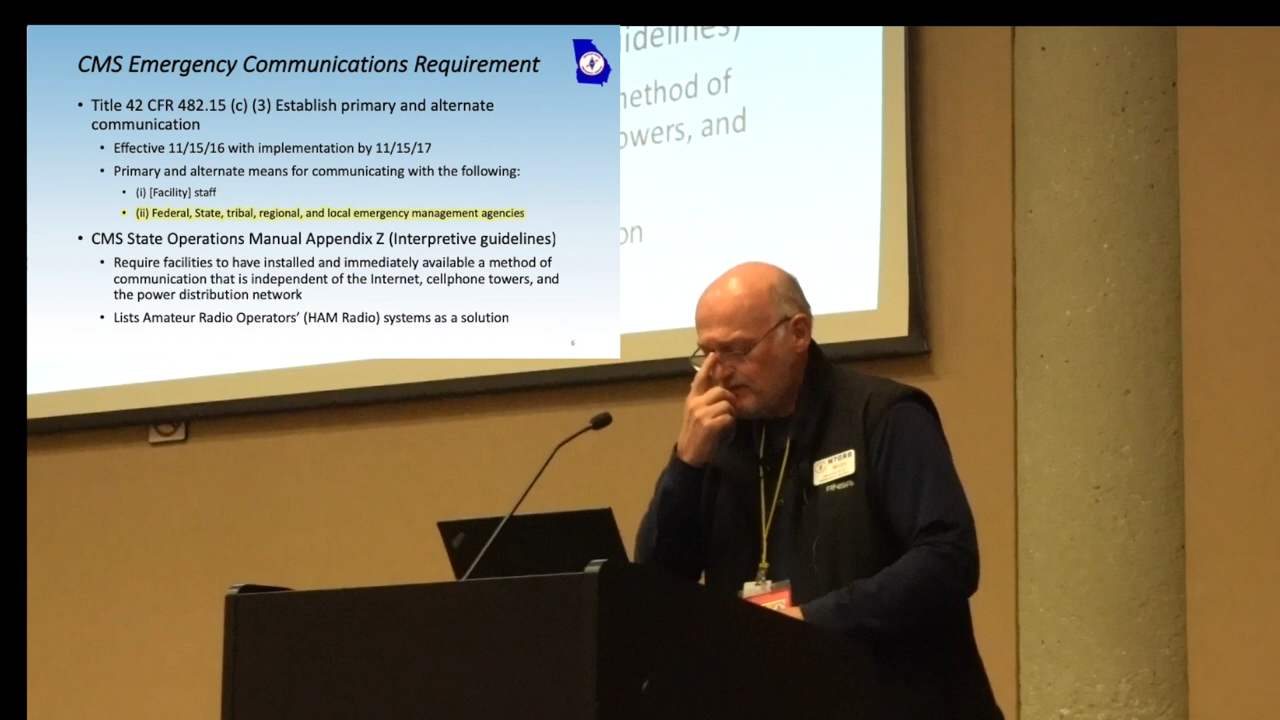 CMS Emergency Communications Requirement
• Title 42 CFR 482.15 (c) (3) Establish primary and alternate
communication
• Effective 11/15/16 with implementation by 11/15/17
• Primary and alternate means for communicating with the following:
• (i) [Facility] staff
• (ii) Federal, State, tribal, regional, and local emergency management agencies
• CMS State Operations Manual Appendix Z (Interpretive guidelines)
• Require facilities to have installed and immediately available a method of
communication that is independent of the Internet, cellphone towers, and
the power distribution network
• Lists Amateur Radio Operators' (HAM Radio) systems as a solution
6
idelines)
nethod of
owers, and
on